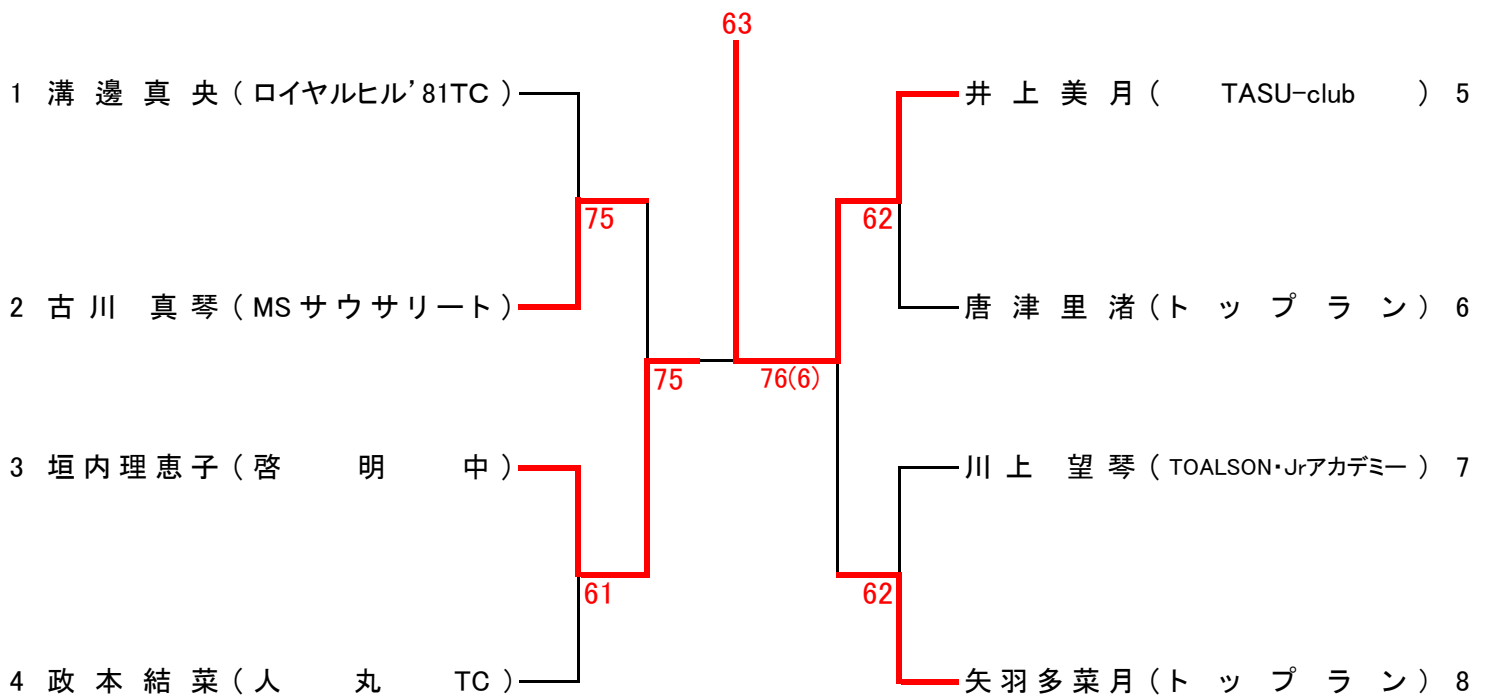 63
1 溝邊真央(ロイヤルヒル’81TC) 井上美月(TASU-club) 5
75 62
2 古川 真琴(MSサウサリート) 唐津里渚(トップラン) 6
75 76(6)
3 垣内理恵子(啓明中) 川上 望琴(TOALSON・Jrアカデミー) 7
61 62
4 政本結菜(人丸TC) 矢羽多菜月(トップラン) 8